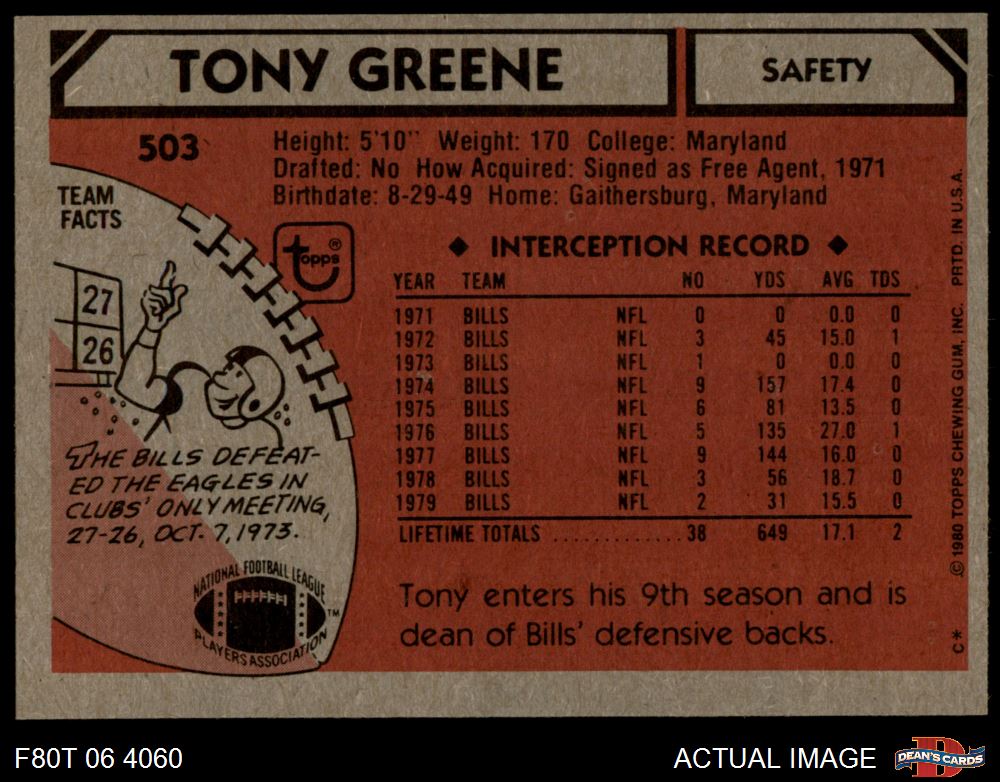 TONY GREENE
SAFETY
503
Height: 5'10" Weight: 170 College: Maryland
Drafted: No How Acquired: Signed as Free Agent, 1971
Birthdate: 8-29-49 Home: Gaithersburg, Maryland
TEAM
FACTS
topps ®
27
26
THE BILLS DEFEAT-
ED THE EAGLES IN
CLUBS' ONLY MEETING,
27-26, OCT. 7, 1973.
NATIONAL FOOTBALL LEAGUE
PLAYERS ASSOCIATION
TM
◆ INTERCEPTION RECORD ◆
YEAR TEAM NO YDS AVG TDS
1971 BILLS NFL 0 0 0.0 0
1972 BILLS NFL 3 45 15.0 1
1973 BILLS NFL 1 0 0.0 0
1974 BILLS NFL 9 157 17.4 0
1975 BILLS NFL 6 81 13.5 0
1976 BILLS NFL 5 135 27.0 1
1977 BILLS NFL 9 144 16.0 0
1978 BILLS NFL 3 56 18.7 0
1979 BILLS NFL 2 31 15.5 0
LIFETIME TOTALS ............. 38 649 17.1 2
Tony enters his 9th season and is
dean of Bills' defensive backs.
© 1980 TOPPS CHEWING GUM, INC. PRTD. IN U.S.A.
C*
F80T 06 4060
ACTUAL IMAGE
DEAN'S CARDS